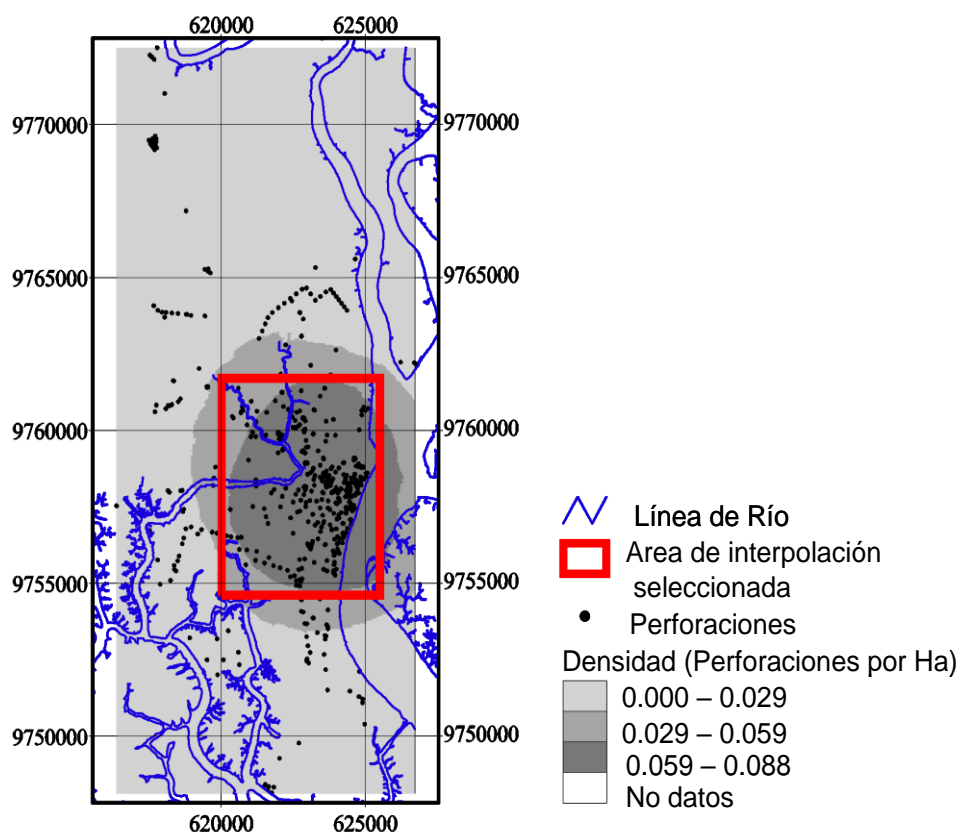 620000 625000
9770000 9770000
9765000 9765000
9760000 9760000
9755000 9755000
9750000 9750000
620000 625000
Línea de Río
Area de interpolación
seleccionada
Perforaciones
Densidad (Perforaciones por Ha)
0.000 – 0.029
0.029 – 0.059
0.059 – 0.088
No datos